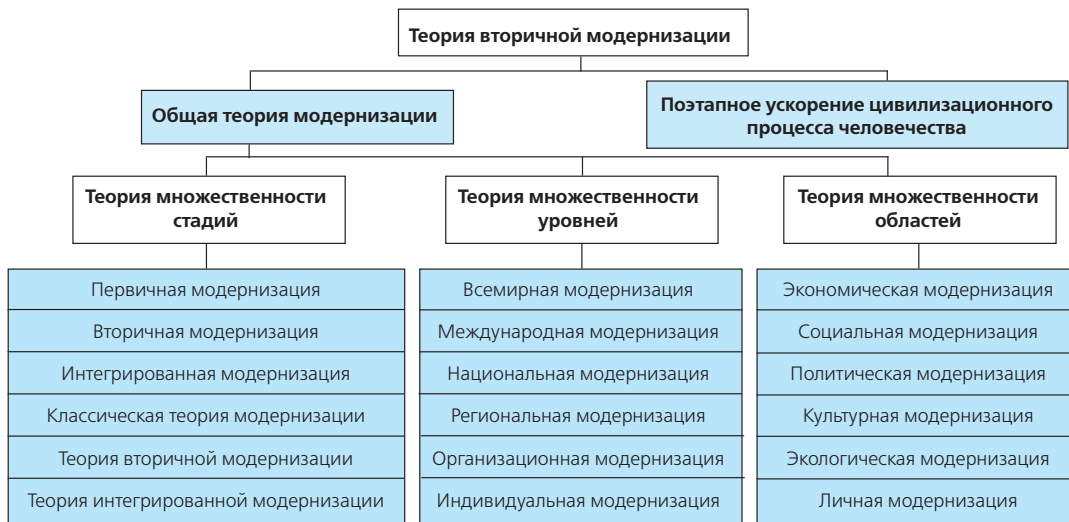 Теория вторичной модернизации
Общая теория модернизации
Поэтапное ускорение цивилизационного
процесса человечества
Теория множественности
стадий
Первичная модернизация
Вторичная модернизация
Интегрированная модернизация
Классическая теория модернизации
Теория вторичной модернизации
Теория интегрированной модернизации
Теория множественности
уровней
Всемирная модернизация
Международная модернизация
Национальная модернизация
Региональная модернизация
Организационная модернизация
Индивидуальная модернизация
Теория множественности
областей
Экономическая модернизация
Социальная модернизация
Политическая модернизация
Культурная модернизация
Экологическая модернизация
Личная модернизация